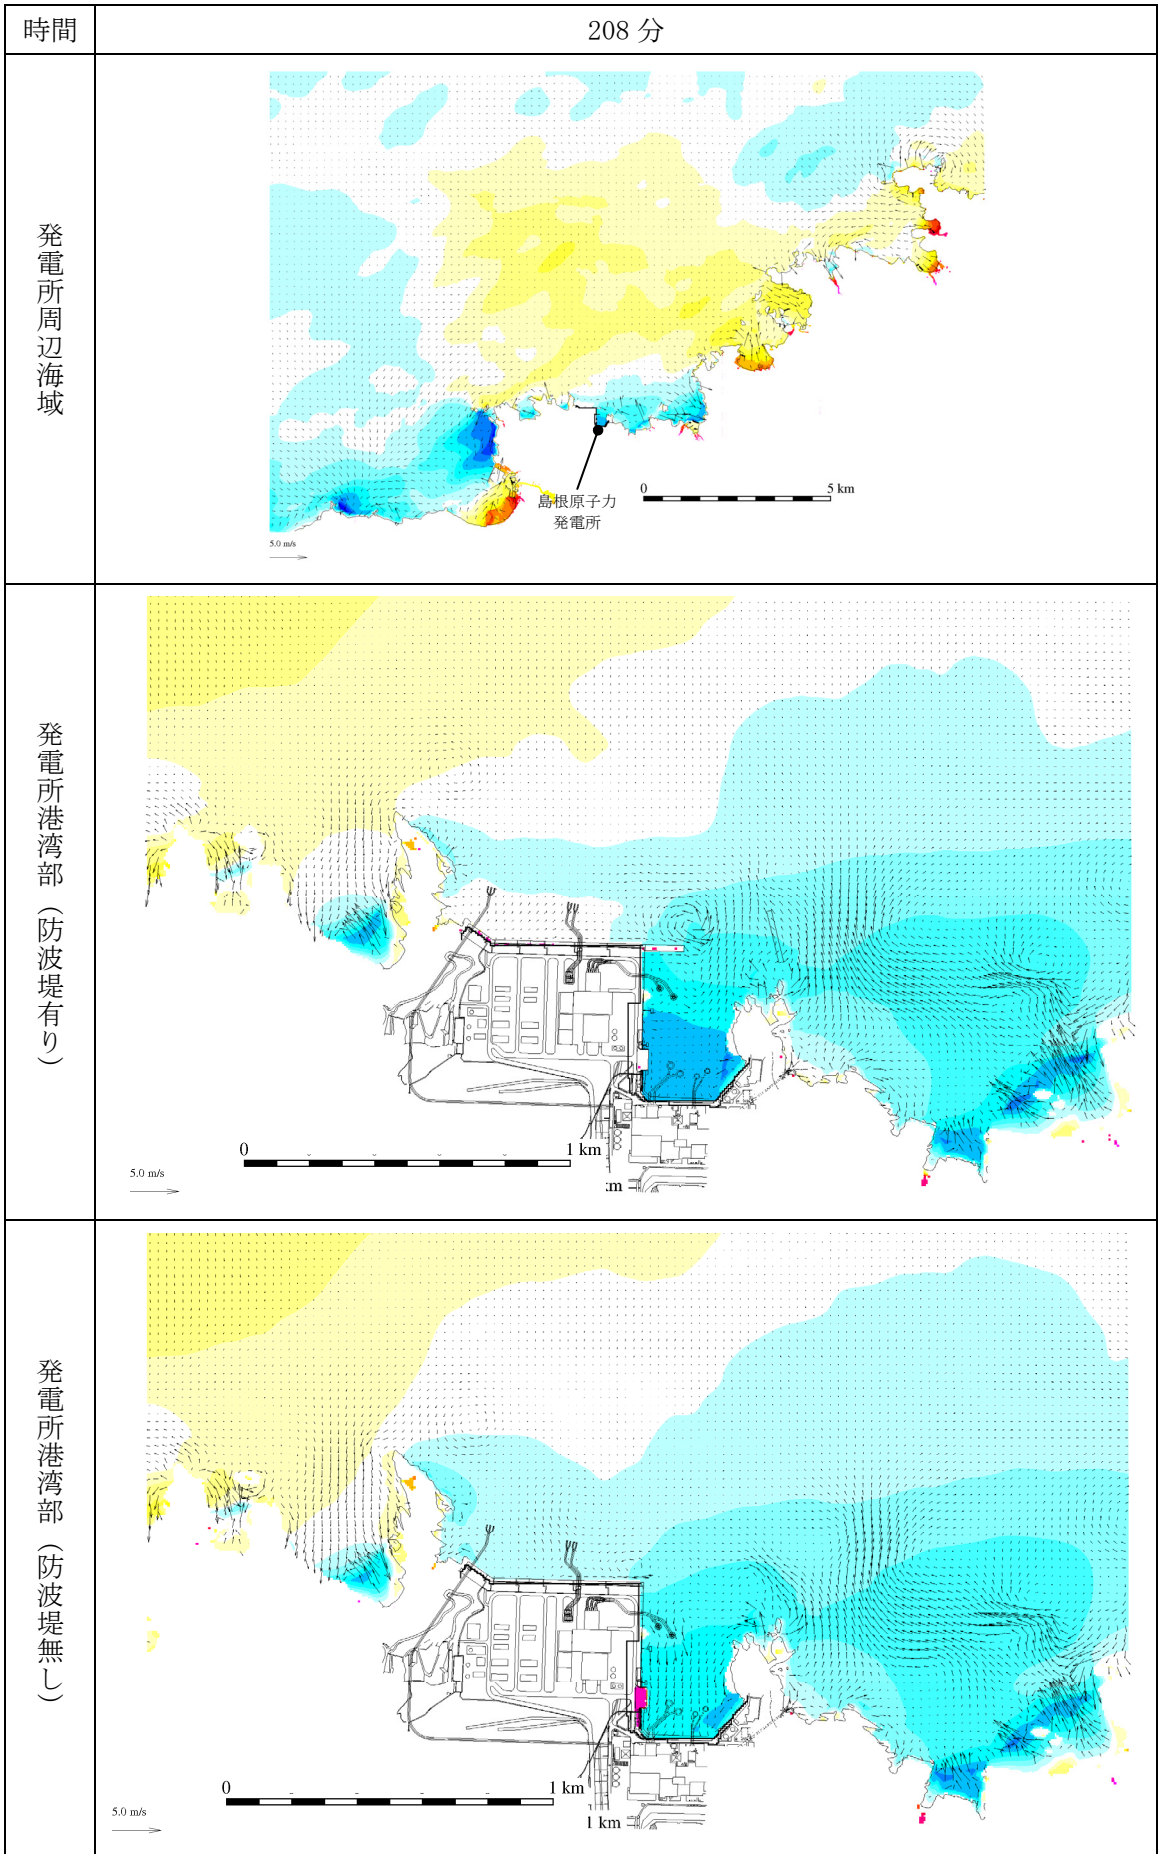 時間
208 分
発電所周辺海域
島根原子力
発電所
0
5 km
5.0 m/s
発電所港湾部（防波堤有り）
0
1 km
5.0 m/s
km
発電所港湾部（防波堤無し）
0
1 km
5.0 m/s
1 km